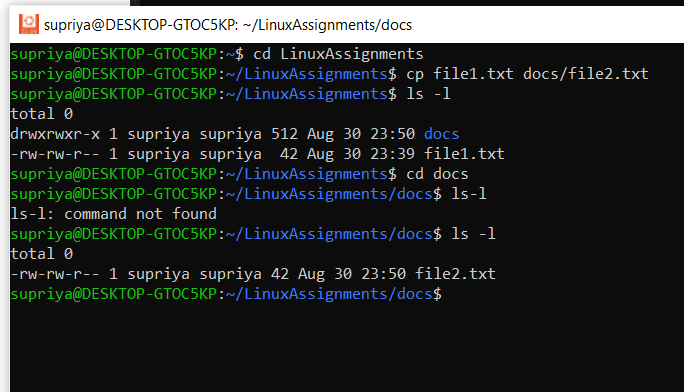 supriya@DESKTOP-GTOC5KP: ~/LinuxAssignments/docs
supriya@DESKTOP-GTOC5KP:~$ cd LinuxAssignments
supriya@DESKTOP-GTOC5KP:~/LinuxAssignments$ cp file1.txt docs/file2.txt
supriya@DESKTOP-GTOC5KP:~/LinuxAssignments$ ls -l
total 0
drwxrwxr-x 1 supriya supriya 512 Aug 30 23:50 docs
-rw-rw-r-- 1 supriya supriya  42 Aug 30 23:39 file1.txt
supriya@DESKTOP-GTOC5KP:~/LinuxAssignments$ cd docs
supriya@DESKTOP-GTOC5KP:~/LinuxAssignments/docs$ ls-l
ls-l: command not found
supriya@DESKTOP-GTOC5KP:~/LinuxAssignments/docs$ ls -l
total 0
-rw-rw-r-- 1 supriya supriya 42 Aug 30 23:50 file2.txt
supriya@DESKTOP-GTOC5KP:~/LinuxAssignments/docs$